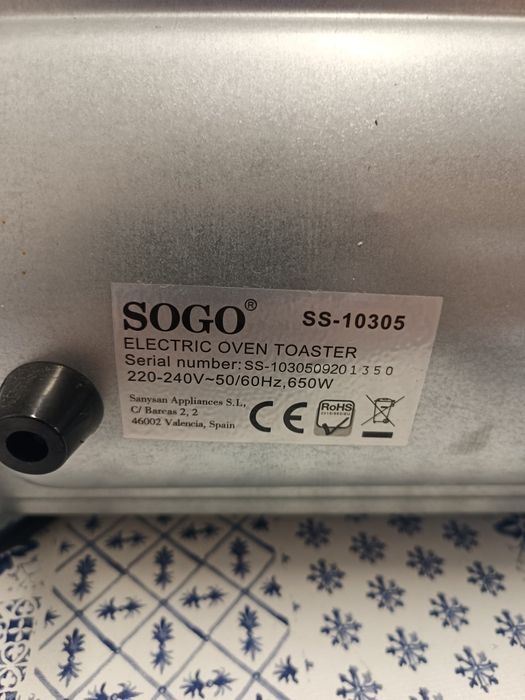 SOGO® SS-10305
ELECTRIC OVEN TOASTER
Serial number: SS-1030509201350
220-240V~50/60Hz,650W
Sanysan Appliances S.L,
C/ Barcas 2, 2
46002 Valencia, Spain
CE
RoHS